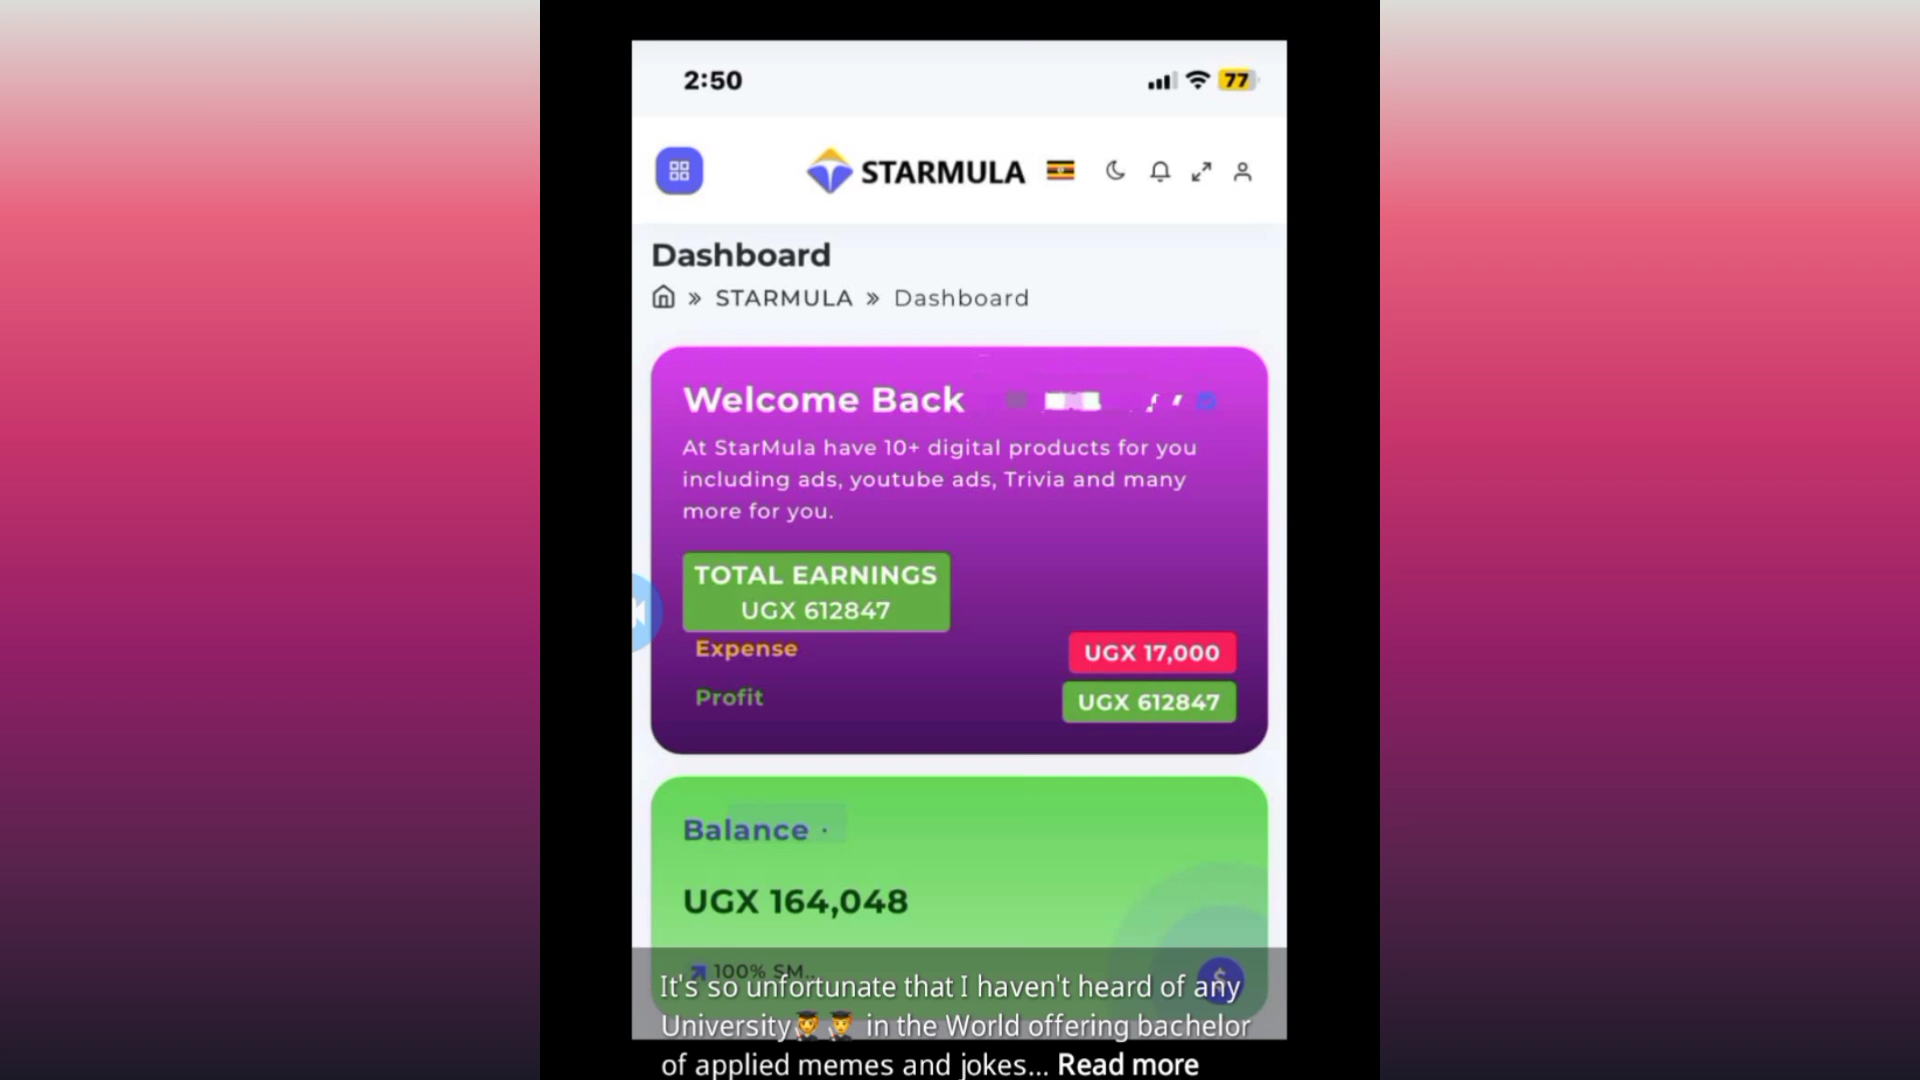 2:50
77
STARMULA
Dashboard
STARMULA » Dashboard
Welcome Back
At StarMula have 10+ digital products for you
including ads, youtube ads, Trivia and many
more for you.
TOTAL EARNINGS
UGX 612847
Expense
UGX 17,000
Profit
UGX 612847
Balance
UGX 164,048
100% SM..
$
It's so unfortunate that I haven't heard of any
University👩‍🎓👨‍🎓 in the World offering bachelor
of applied memes and jokes... Read more